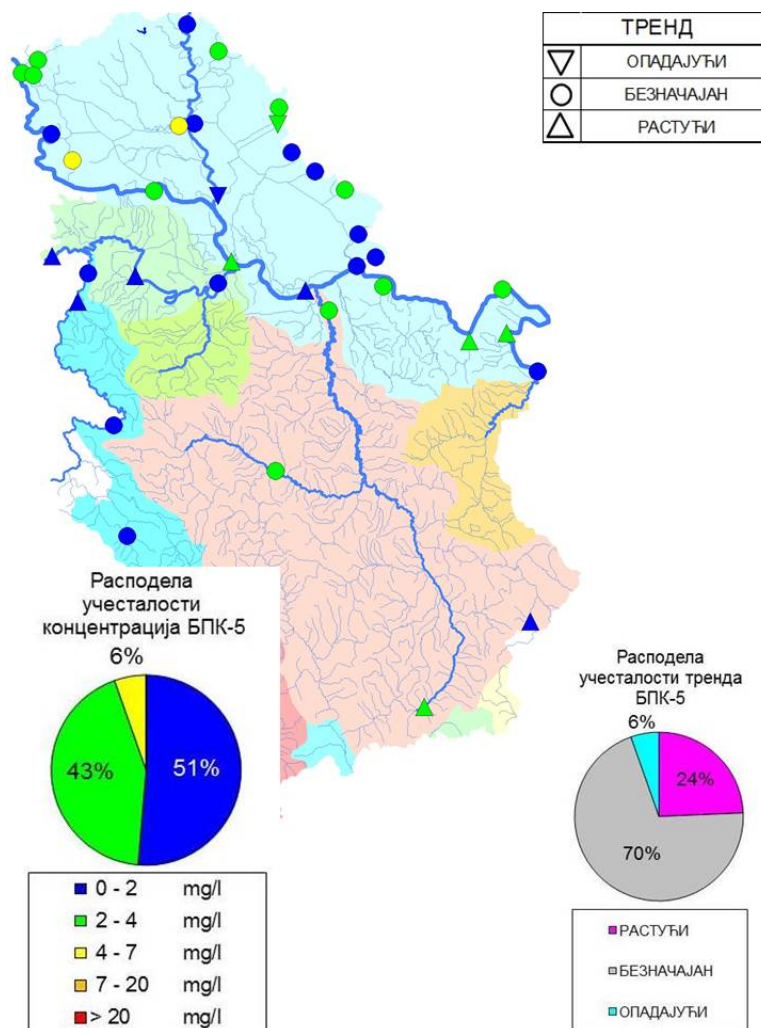 ТРЕНД
ОПАДАЈУЋИ
БЕЗНАЧАЈАН
РАСТУЋИ
Расподела
учесталости
концентрација БПК-5
6%
43%
51%
0 - 2 mg/l
2 - 4 mg/l
4 - 7 mg/l
7 - 20 mg/l
> 20 mg/l
Расподела
учесталости тренда
БПК-5
6%
24%
70%
РАСТУЋИ
БЕЗНАЧАЈАН
ОПАДАЈУЋИ